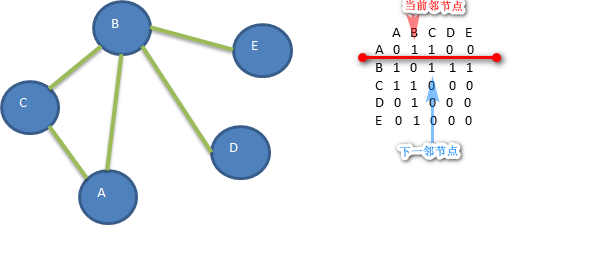 B
E
C
D
A
当前邻节点
A B C D E
A 0 1 1 0 0
B 1 0 1 1 1
C 1 1 0 0 0
D 0 1 0 0 0
E 0 1 0 0 0
下一邻节点